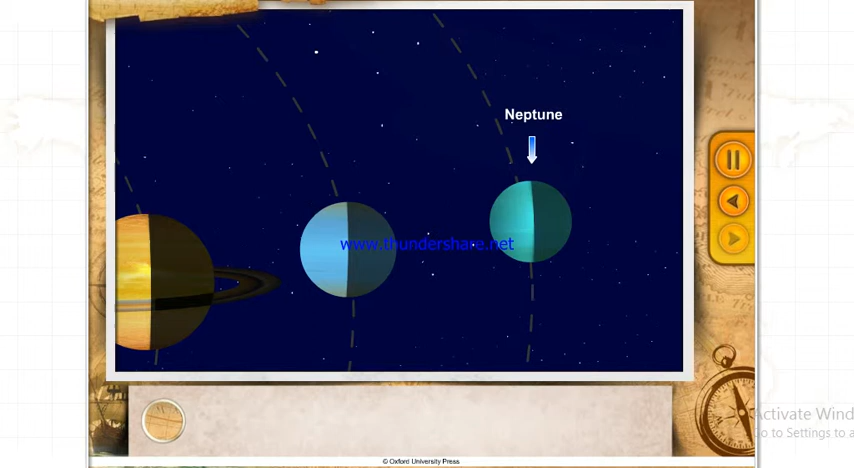 Neptune
www.thundershare.net
Activate Wind
Go to Settings to a
© Oxford University Press